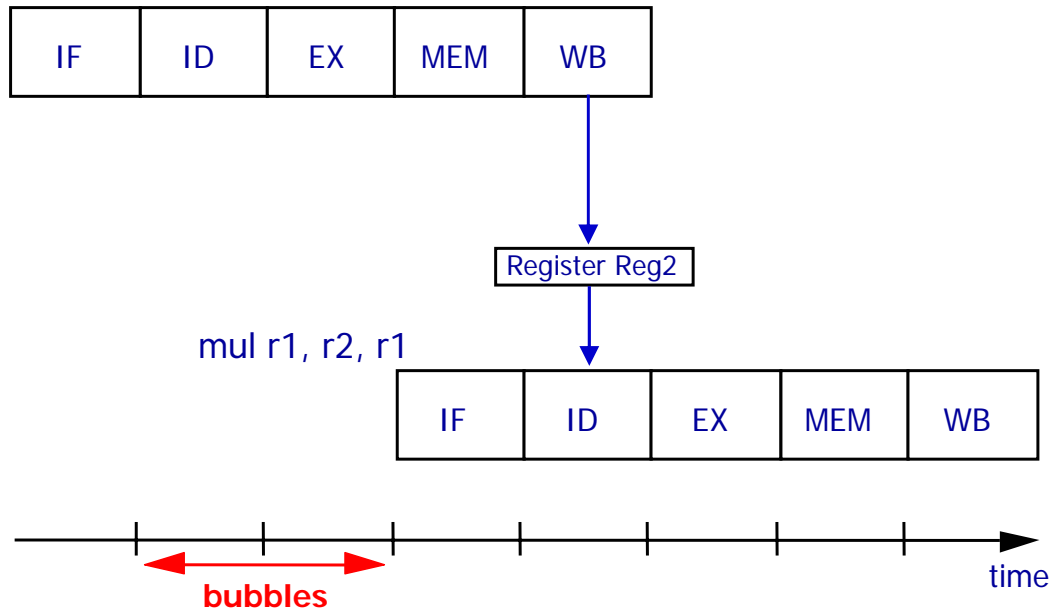 IF ID EX MEM WB
Register Reg2
mul r1, r2, r1
IF ID EX MEM WB
time
bubbles